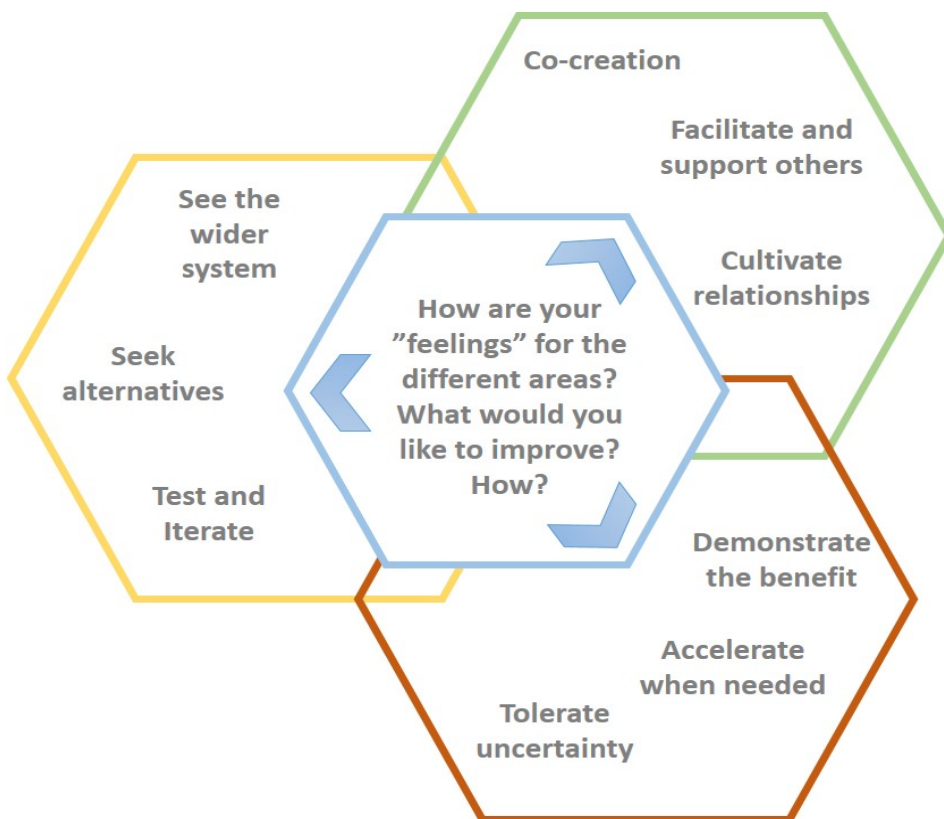 Co-creation
Facilitate and
support others
Cultivate
relationships
See the
wider
system
Seek
alternatives
Test and
Iterate
How are your
”feelings” for the
different areas?
What would you
like to improve?
How?
Demonstrate
the benefit
Accelerate
when needed
Tolerate
uncertainty